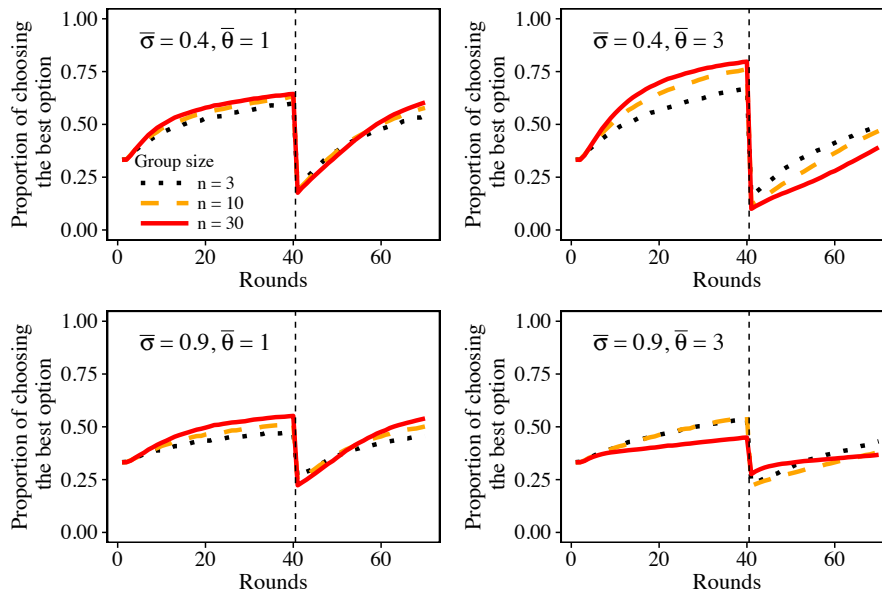 σ̅ = 0.4, θ̅ = 1
1.00
0.75
0.50
0.25
0.00
Proportion of choosing
the best option
Group size
n = 3
n = 10
n = 30
0 20 40 60
Rounds
σ̅ = 0.4, θ̅ = 3
1.00
0.75
0.50
0.25
0.00
Proportion of choosing
the best option
0 20 40 60
Rounds
σ̅ = 0.9, θ̅ = 1
1.00
0.75
0.50
0.25
0.00
Proportion of choosing
the best option
0 20 40 60
Rounds
σ̅ = 0.9, θ̅ = 3
1.00
0.75
0.50
0.25
0.00
Proportion of choosing
the best option
0 20 40 60
Rounds